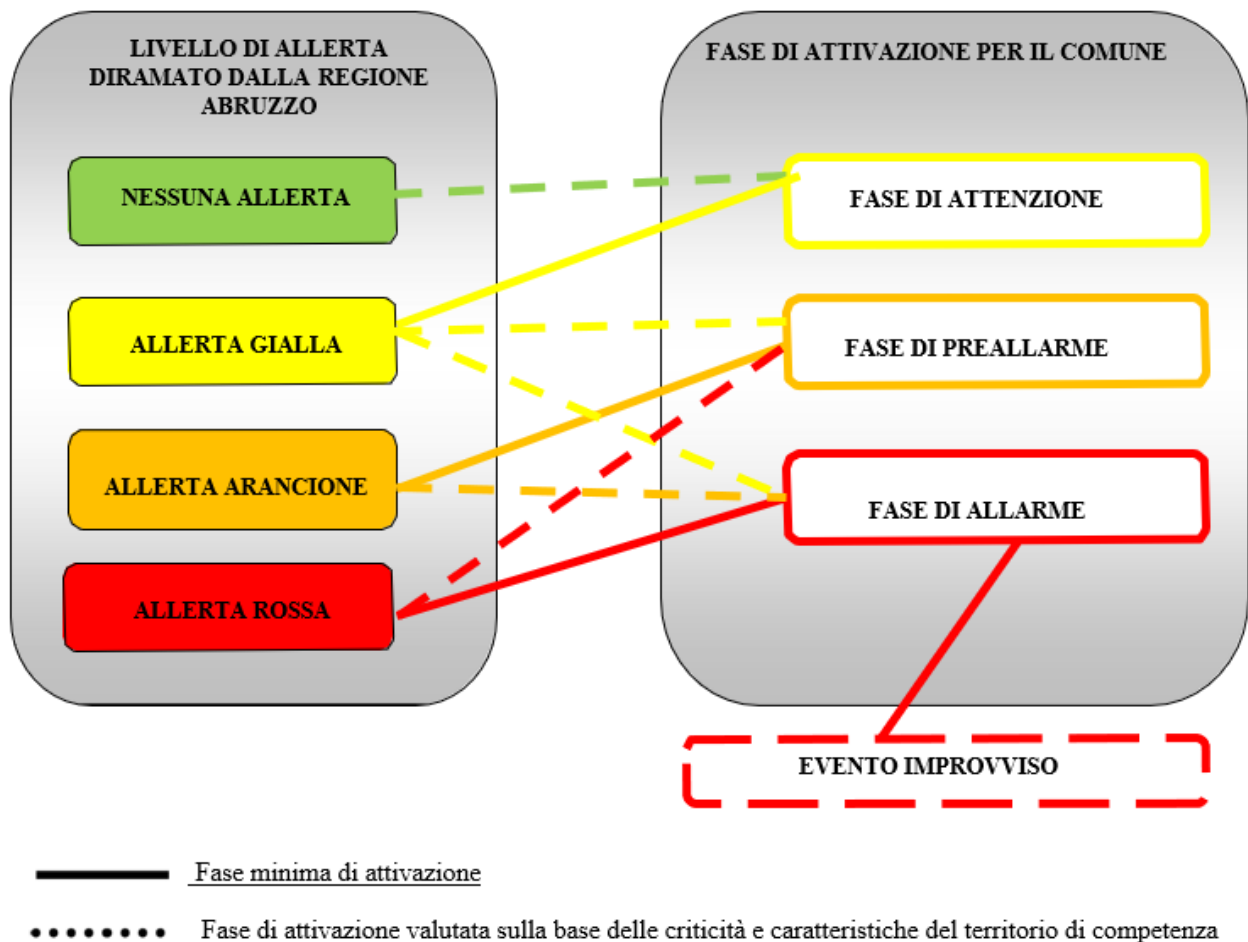 LIVELLO DI ALLERTA
DIRAMATO DALLA REGIONE
ABRUZZO
NESSUNA ALLERTA
ALLERTA GIALLA
ALLERTA ARANCIONE
ALLERTA ROSSA
FASE DI ATTIVAZIONE PER IL COMUNE
FASE DI ATTENZIONE
FASE DI PREALLARME
FASE DI ALLARME
EVENTO IMPROVVISO
Fase minima di attivazione
Fase di attivazione valutata sulla base delle criticità e caratteristiche del territorio di competenza